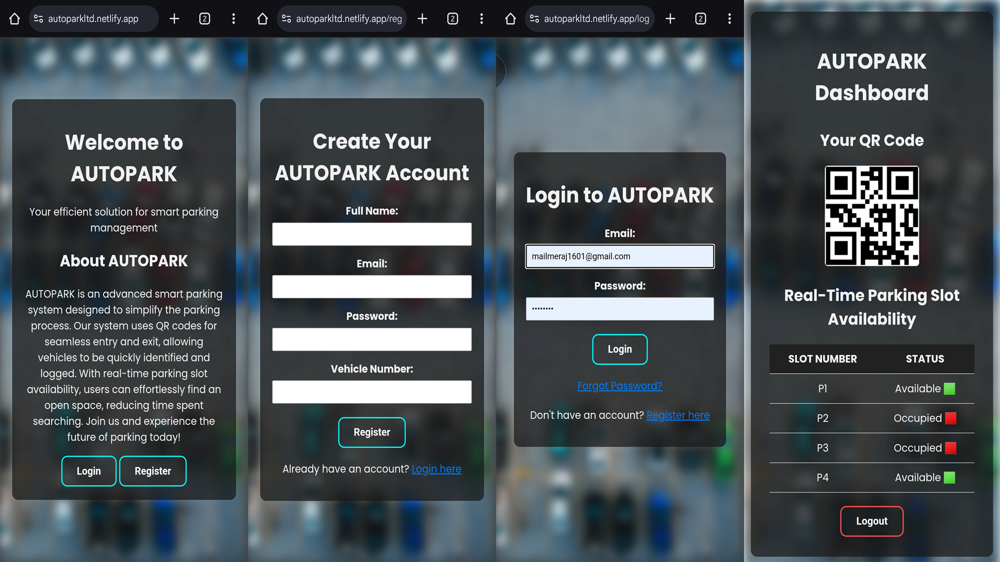 autoparkltd.netlify.app
2
Welcome to
AUTOPARK
Your efficient solution for smart parking
management
About AUTOPARK
AUTOPARK is an advanced smart parking
system designed to simplify the parking
process. Our system uses QR codes for
seamless entry and exit, allowing
vehicles to be quickly identified and
logged. With real-time parking slot
availability, users can effortlessly find an
open space, reducing time spent
searching. Join us and experience the
future of parking today!
Login
Register
autoparkltd.netlify.app/reg
2
Create Your
AUTOPARK Account
Full Name:
Email:
Password:
Vehicle Number:
Register
Already have an account? Login here
autoparkltd.netlify.app/log
2
Login to AUTOPARK
Email:
mailmeraj1601@gmail.com
Password:
••••••••
Login
Forgot Password?
Don't have an account? Register here
AUTOPARK
Dashboard
Your QR Code
Real-Time Parking Slot
Availability
SLOT NUMBER STATUS
P1 Available
P2 Occupied
P3 Occupied
P4 Available
Logout